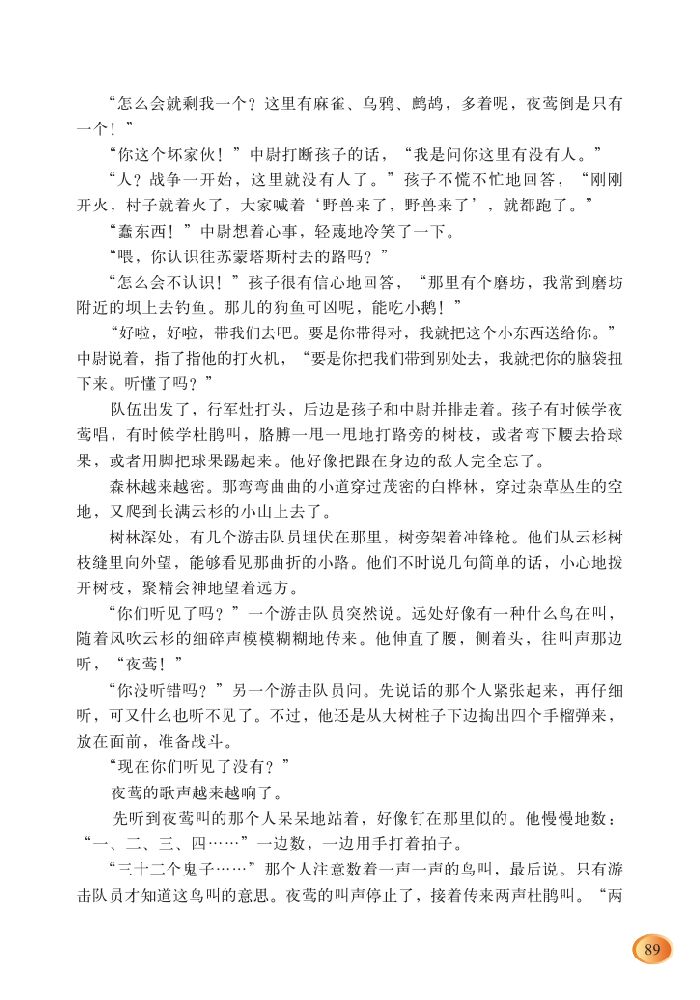 “怎么会就剩我一个？这里有麻雀、乌鸦、鹧鸪，多着呢，夜莺倒是只有
一个！”
“你这个坏家伙！”中尉打断孩子的话，“我是问你这里有没有人。”
“人？战争一开始，这里就没有人了。”孩子不慌不忙地回答，“刚刚
开火，村子就着火了，大家喊着‘野兽来了，野兽来了’，就都跑了。”
“蠢东西！”中尉想着心事，轻蔑地冷笑了一下。
“喂，你认识往苏蒙塔斯村去的路吗？”
“怎么会不认识！”孩子很有信心地回答，“那里有个磨坊，我常到磨坊
附近的坝上去钓鱼。那儿的狗鱼可凶呢，能吃小鹅！”
“好啦，好啦，带我们去吧。要是你带得对，我就把这个小东西送给你。”
中尉说着，指了指他的打火机，“要是你把我们带到别处去，我就把你的脑袋扭
下来。听懂了吗？”
队伍出发了，行军灶打头，后边是孩子和中尉并排走着。孩子有时候学夜
莺唱，有时候学杜鹃叫，胳膊一甩一甩地打路旁的树枝，或者弯下腰去拾球
果，或者用脚把球果踢起来。他好像把跟在身边的敌人完全忘了。
森林越来越密。那弯弯曲曲的小道穿过茂密的白桦林，穿过杂草丛生的空
地，又爬到长满云杉的小山上去了。
树林深处，有几个游击队员埋伏在那里，树旁架着冲锋枪。他们从云杉树
枝缝里向外望，能够看见那曲折的小路。他们不时说几句简单的话，小心地拨
开树枝，聚精会神地望着远方。
“你们听见了吗？”一个游击队员突然说。远处好像有一种什么鸟在叫，
随着风吹云杉的细碎声模模糊糊地传来。他伸直了腰，侧着头，往叫声那边
听，“夜莺！”
“你没听错吗？”另一个游击队员问。先说话的那个人紧张起来，再仔细
听，可又什么也听不见了。不过，他还是从大树桩子下边掏出四个手榴弹来，
放在面前，准备战斗。
“现在你们听见了没有？”
夜莺的歌声越来越响了。
先听到夜莺叫的那个人呆呆地站着，好像钉在那里似的。他慢慢地数：
“一、二、三、四……”一边数，一边用手打着拍子。
“三十二个鬼子……”那个人注意数着一声一声的鸟叫，最后说。只有游
击队员才知道这鸟叫的意思。夜莺的叫声停止了，接着传来两声杜鹃叫。“两
89